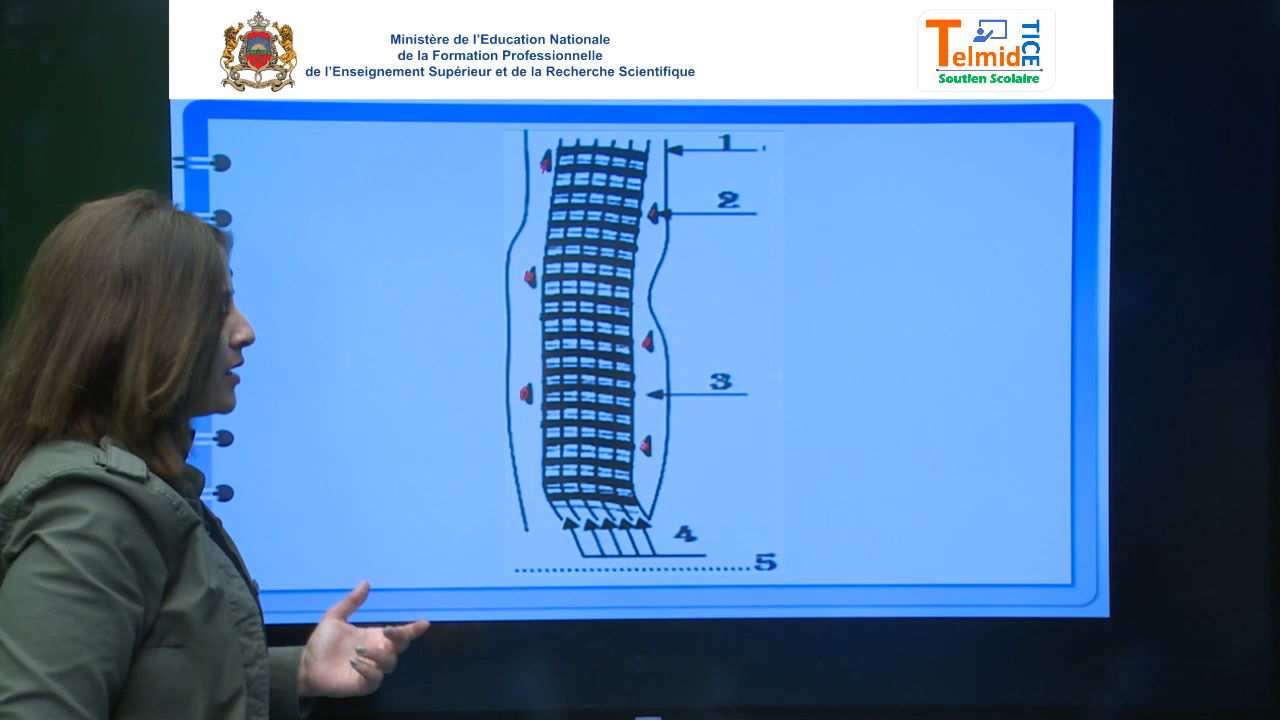 Ministère de l'Education Nationale
de la Formation Professionnelle
de l'Enseignement Supérieur et de la Recherche Scientifique
Telmid TICE
Soutien Scolaire
1
2
3
4
5